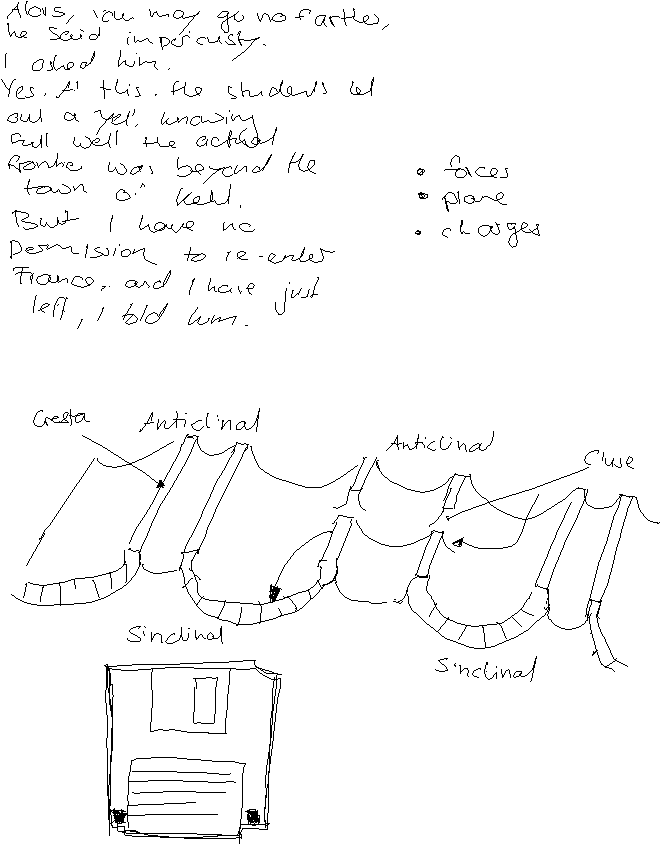 Alors, you may go no farther,
he said imperiously.
I asked him.
Yes. At this. the students let
out a yell, knowing
full well the actual
frontier was beyond the
town of Kehl.
But I have no
permission to re-enter
France, and I have just
left, I told him.
• forces
• plane
• charges
Cresta
Anticlinal
Anticlinal
Cluse
Sinclinal
Sinclinal